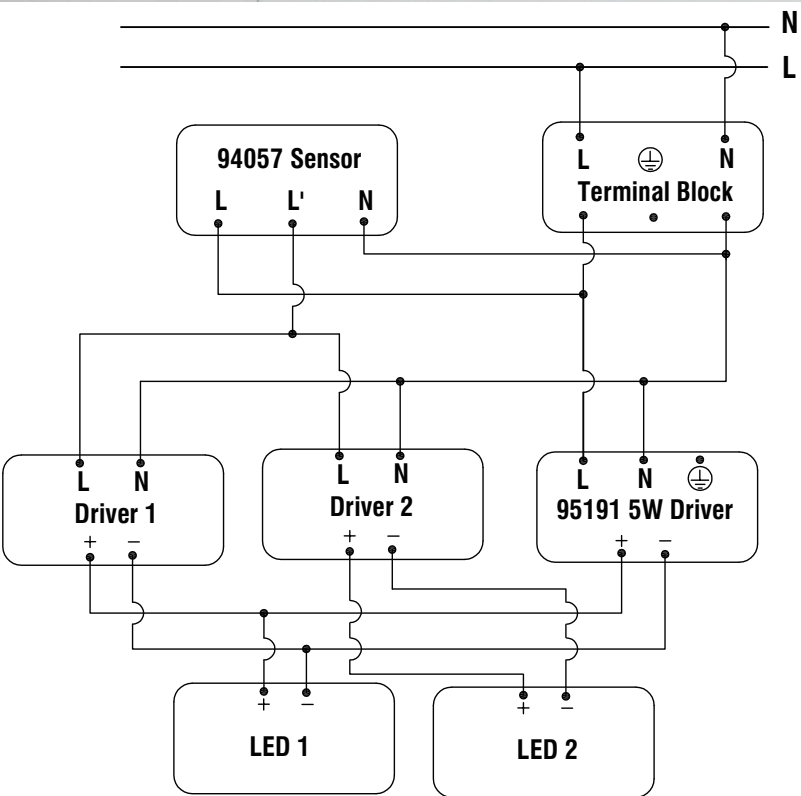 N
L
94057 Sensor
L L' N
L N
Terminal Block
L N
Driver 1
+ −
L N
Driver 2
+ −
L N
95191 5W Driver
+ −
+ −
LED 1
+ −
LED 2